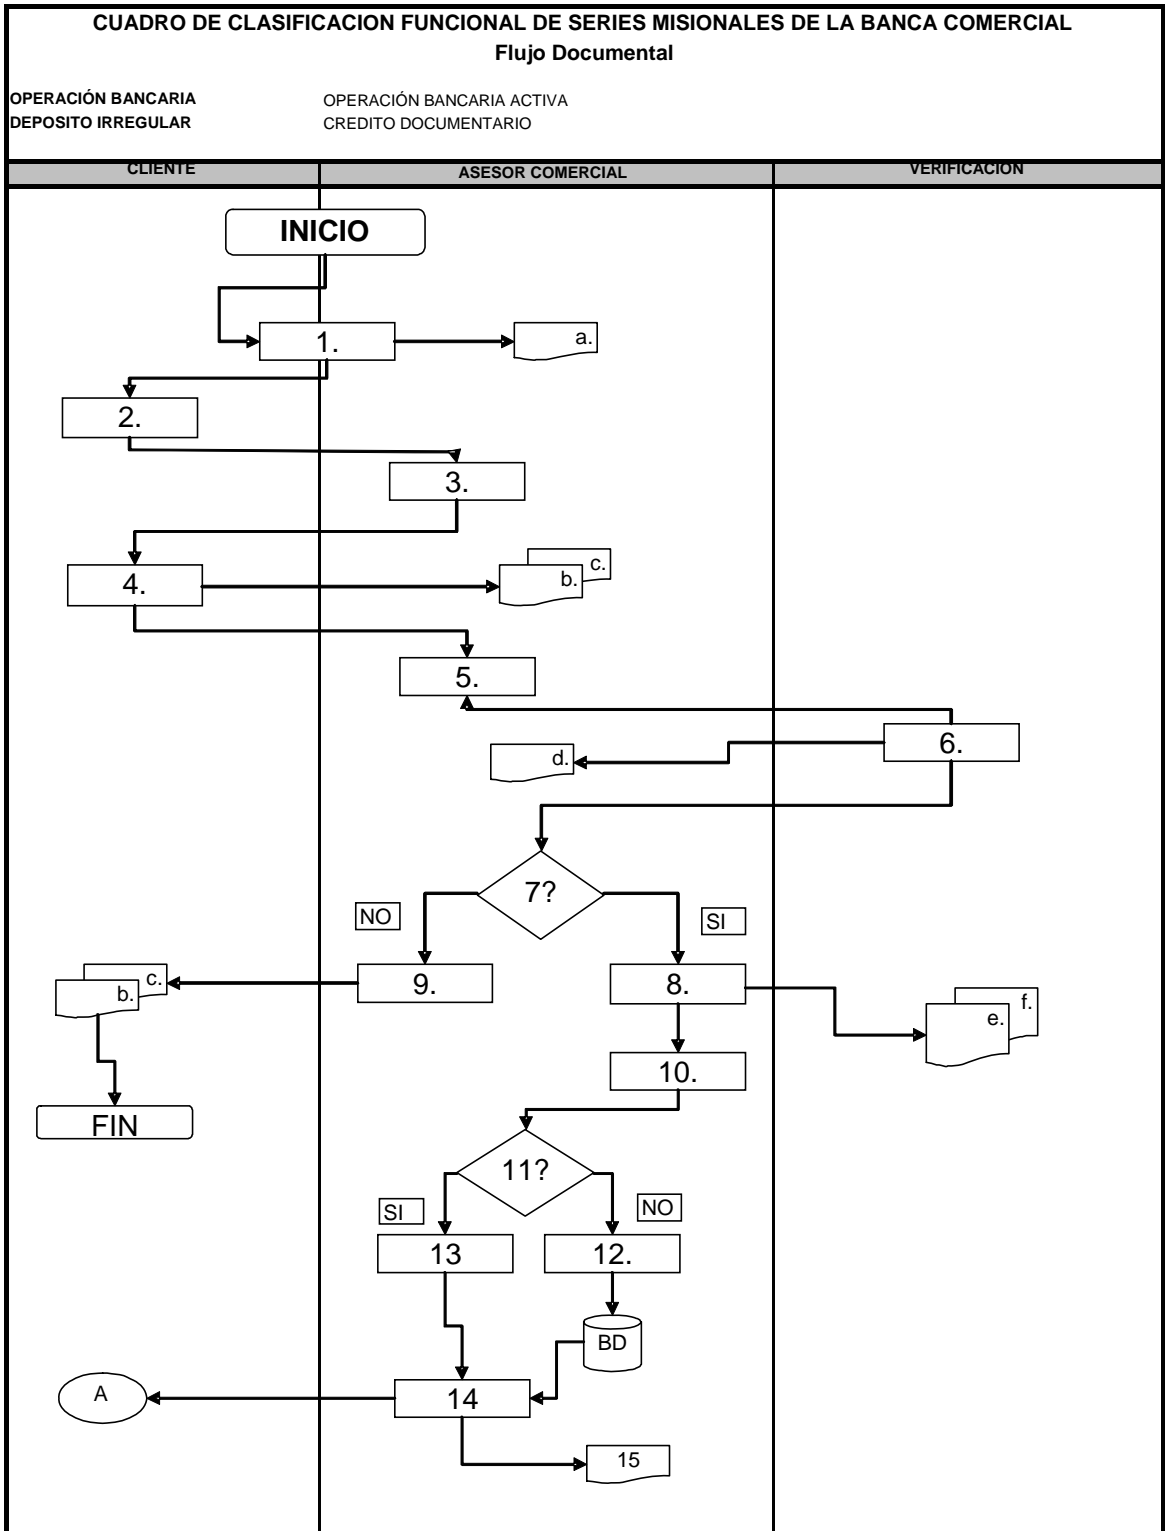 CUADRO DE CLASIFICACION FUNCIONAL DE SERIES MISIONALES DE LA BANCA COMERCIAL
Flujo Documental
OPERACIÓN BANCARIA OPERACIÓN BANCARIA ACTIVA
DEPOSITO IRREGULAR CREDITO DOCUMENTARIO
CLIENTE ASESOR COMERCIAL VERIFICACION
INICIO
1. a.
2.
3.
4. b. c.
5.
6.
d.
7?
NO SI
b. c. 9. 8. e. f.
10.
FIN
11?
SI NO
13 12.
BD
A 14
15